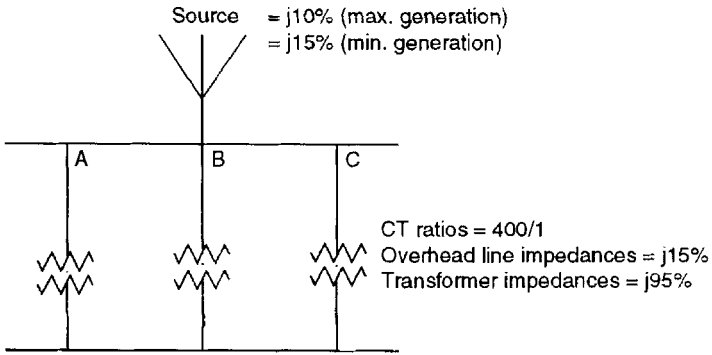 Source = j10% (max. generation)
= j15% (min. generation)
A B C
CT ratios = 400/1
Overhead line impedances = j15%
Transformer impedances = j95%